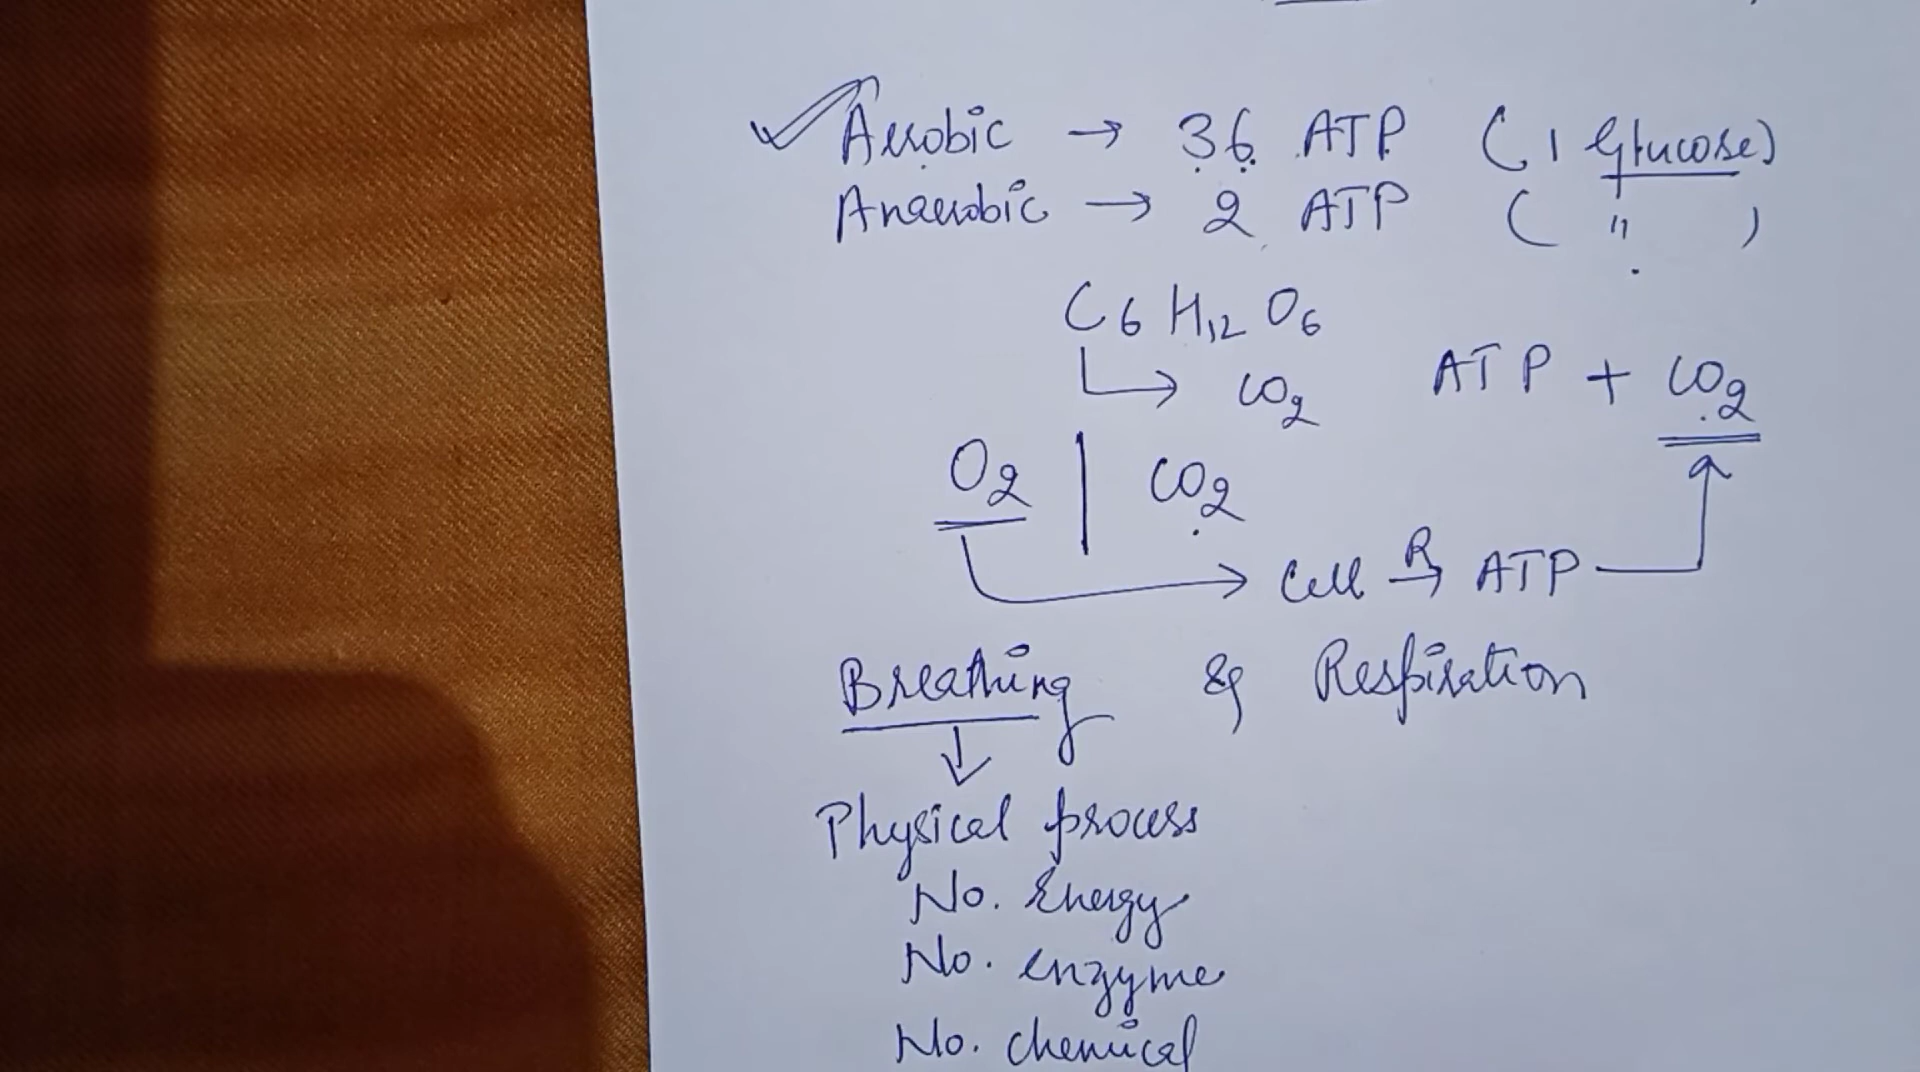 Aerobic → 36 ATP ( 1 Glucose)
Anaerobic → 2 ATP ( " )
C6 H12 O6
CO2 ATP + CO2
O2 | CO2
Cell R→ ATP
Breathing & Respiration
Physical process
No. Energy
No. enzyme
No. chemical